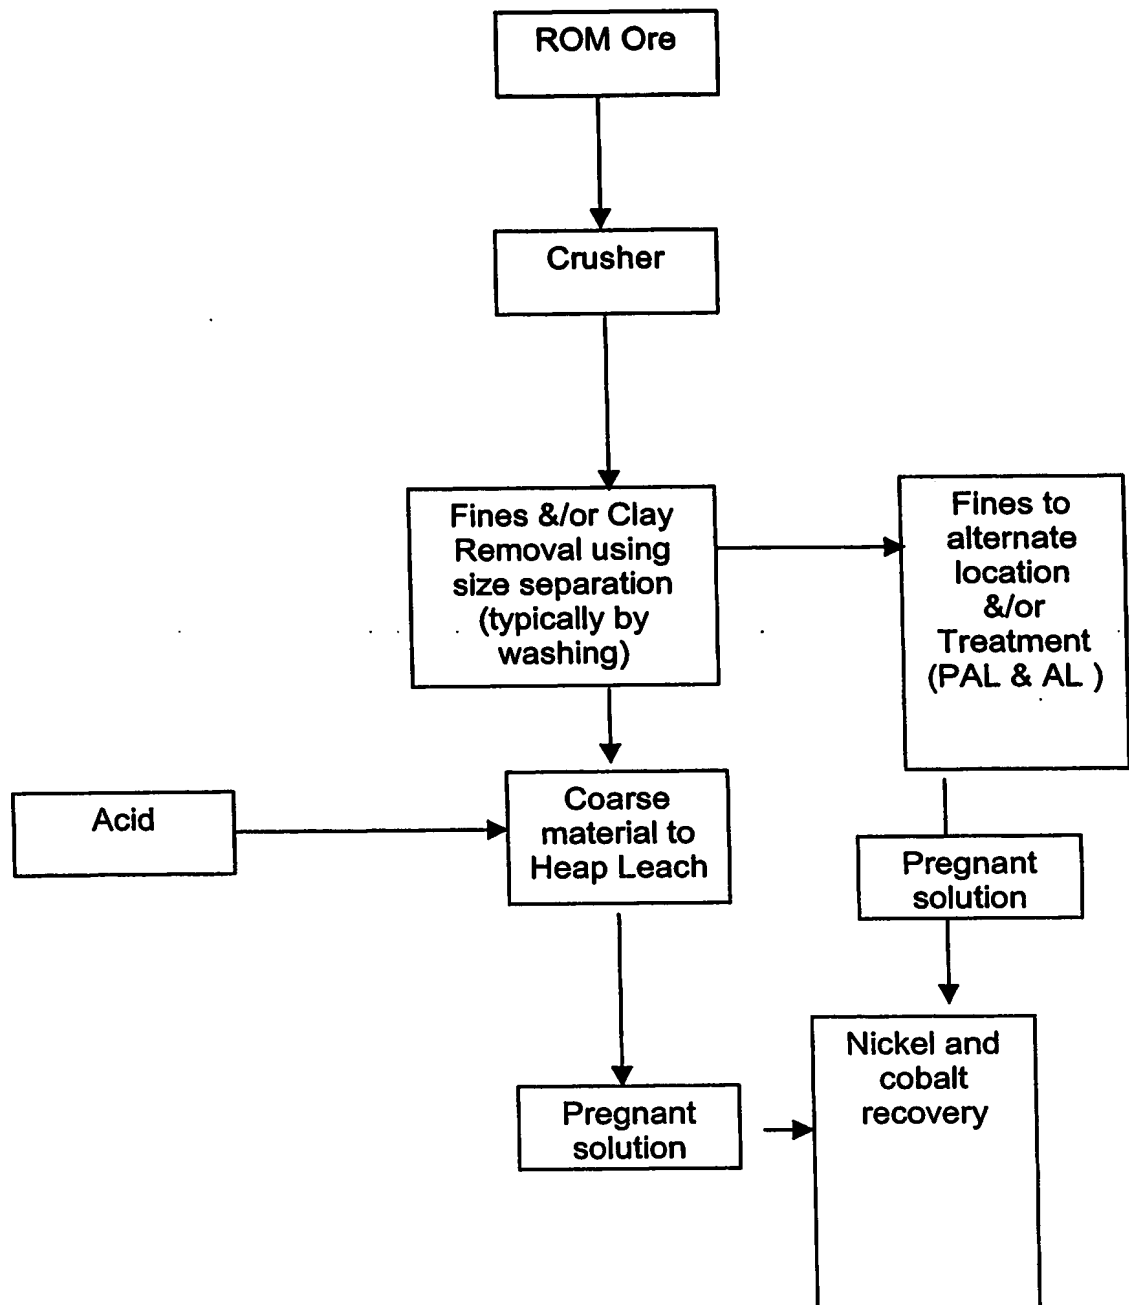 ROM Ore
Crusher
Fines &/or Clay
Removal using
size separation
(typically by
washing)
Fines to
alternate
location
&/or
Treatment
(PAL & AL )
Acid
Coarse
material to
Heap Leach
Pregnant
solution
Pregnant
solution
Nickel and
cobalt
recovery